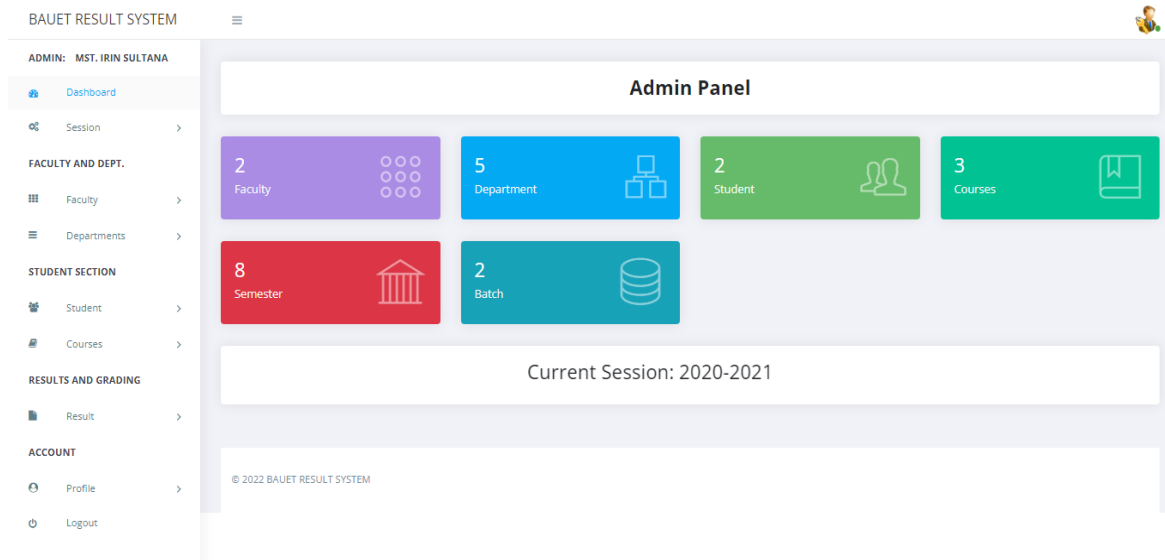 BAUET RESULT SYSTEM
ADMIN: MST. IRIN SULTANA
Dashboard
Session
FACULTY AND DEPT.
Faculty
Departments
STUDENT SECTION
Student
Courses
RESULTS AND GRADING
Result
ACCOUNT
Profile
Logout
Admin Panel
2
Faculty
5
Department
2
Student
3
Courses
8
Semester
2
Batch
Current Session: 2020-2021
© 2022 BAUET RESULT SYSTEM